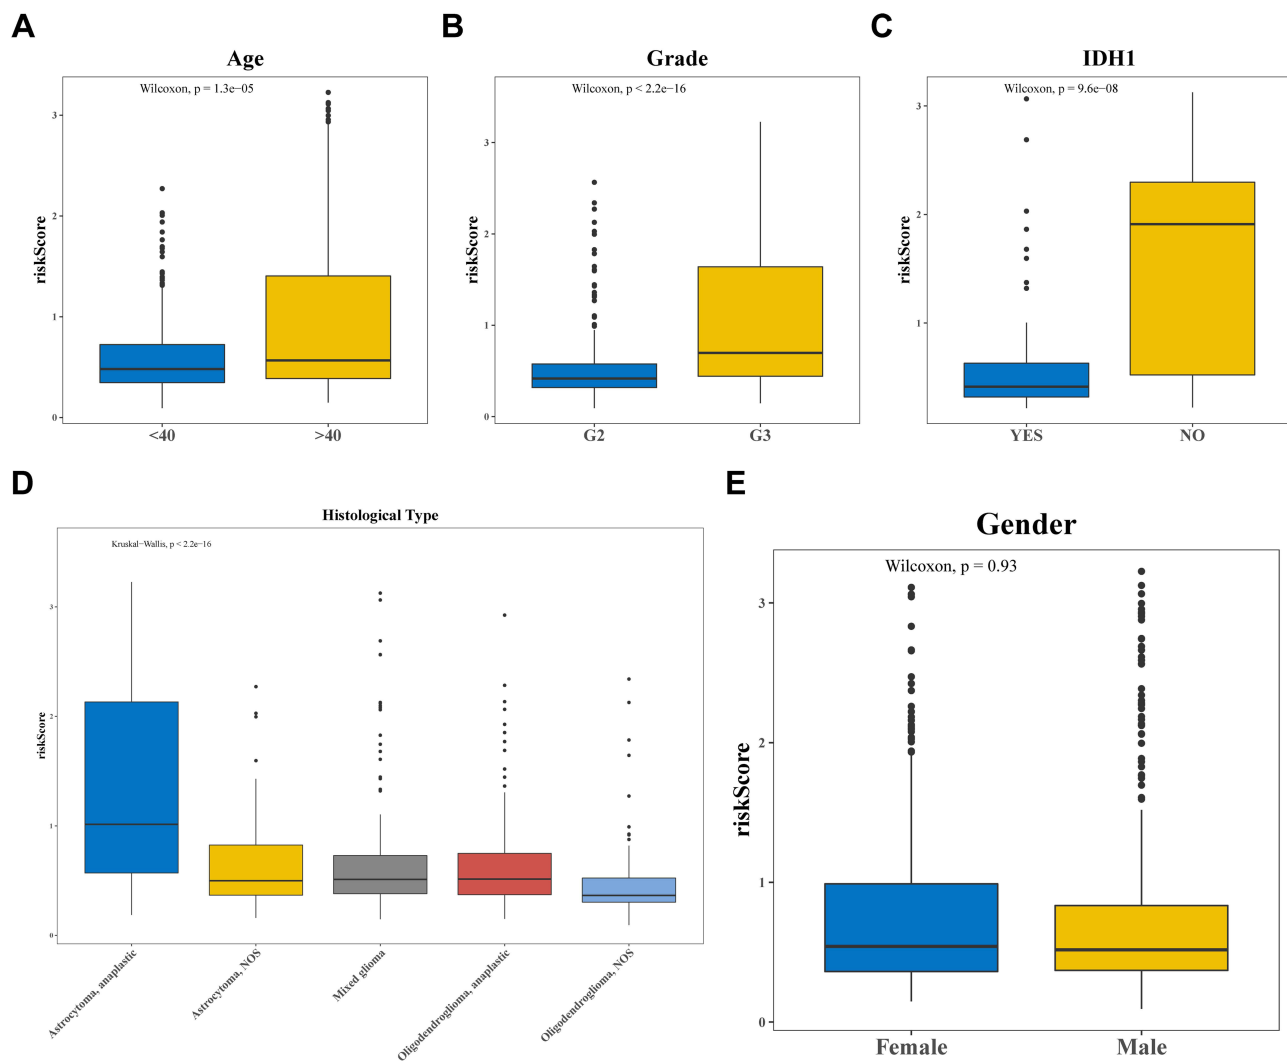 A
Age
Wilcoxon, p = 1.3e−05
riskScore
3
2
1
0
<40
>40
B
Grade
Wilcoxon, p < 2.2e−16
riskScore
3
2
1
0
G2
G3
C
IDH1
Wilcoxon, p = 9.6e−08
riskScore
3
2
1
YES
NO
D
Histological Type
Kruskal−Wallis, p < 2.2e−16
riskScore
3
2
1
0
Astrocytoma, anaplastic
Astrocytoma, NOS
Mixed glioma
Oligodendroglioma, anaplastic
Oligodendroglioma, NOS
E
Gender
Wilcoxon, p = 0.93
riskScore
3
2
1
0
Female
Male